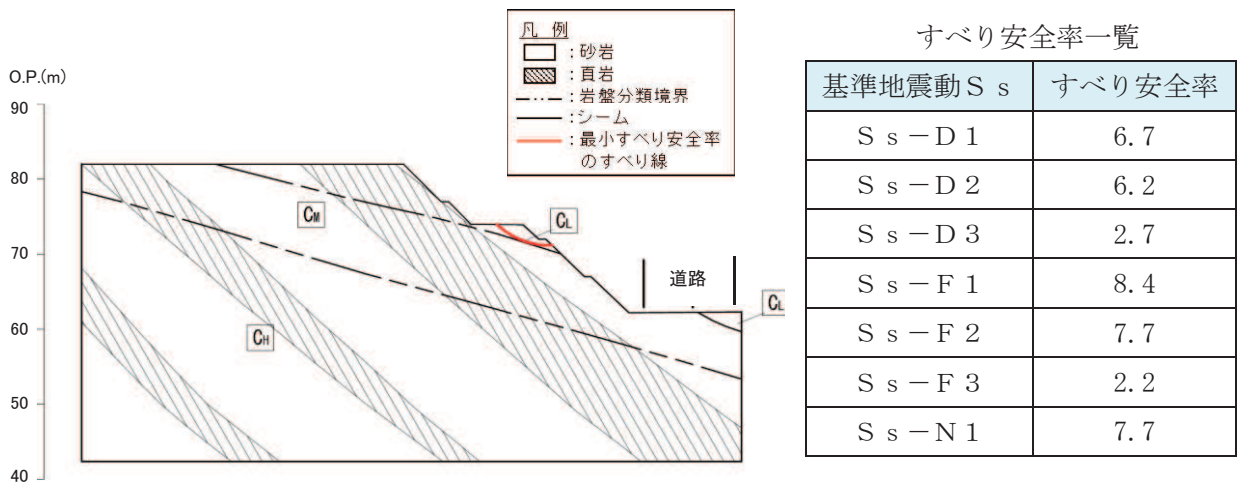 凡 例
:砂岩
:頁岩
:岩盤分類境界
:シーム
:最小すべり安全率
のすべり線
O.P.(m)
90
80
70
60
50
40
CM
CL
CH
道路
CL
すべり安全率一覧
基準地震動Ss すべり安全率
Ss-D1 6.7
Ss-D2 6.2
Ss-D3 2.7
Ss-F1 8.4
Ss-F2 7.7
Ss-F3 2.2
Ss-N1 7.7